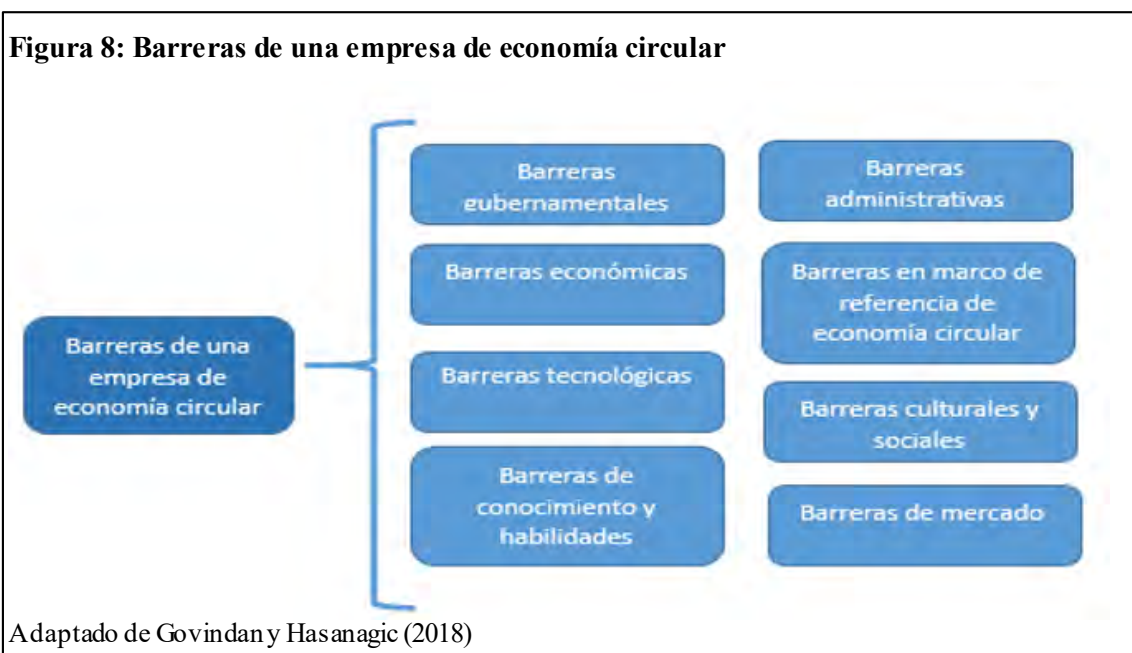 Figura 8: Barreras de una empresa de economía circular
Barreras de una
empresa de
economía circular
Barreras
gubernamentales
Barreras económicas
Barreras tecnológicas
Barreras de
conocimiento y
habilidades
Barreras
administrativas
Barreras en marco de
referencia de
economía circular
Barreras culturales y
sociales
Barreras de mercado
Adaptado de Govindan y Hasanagic (2018)